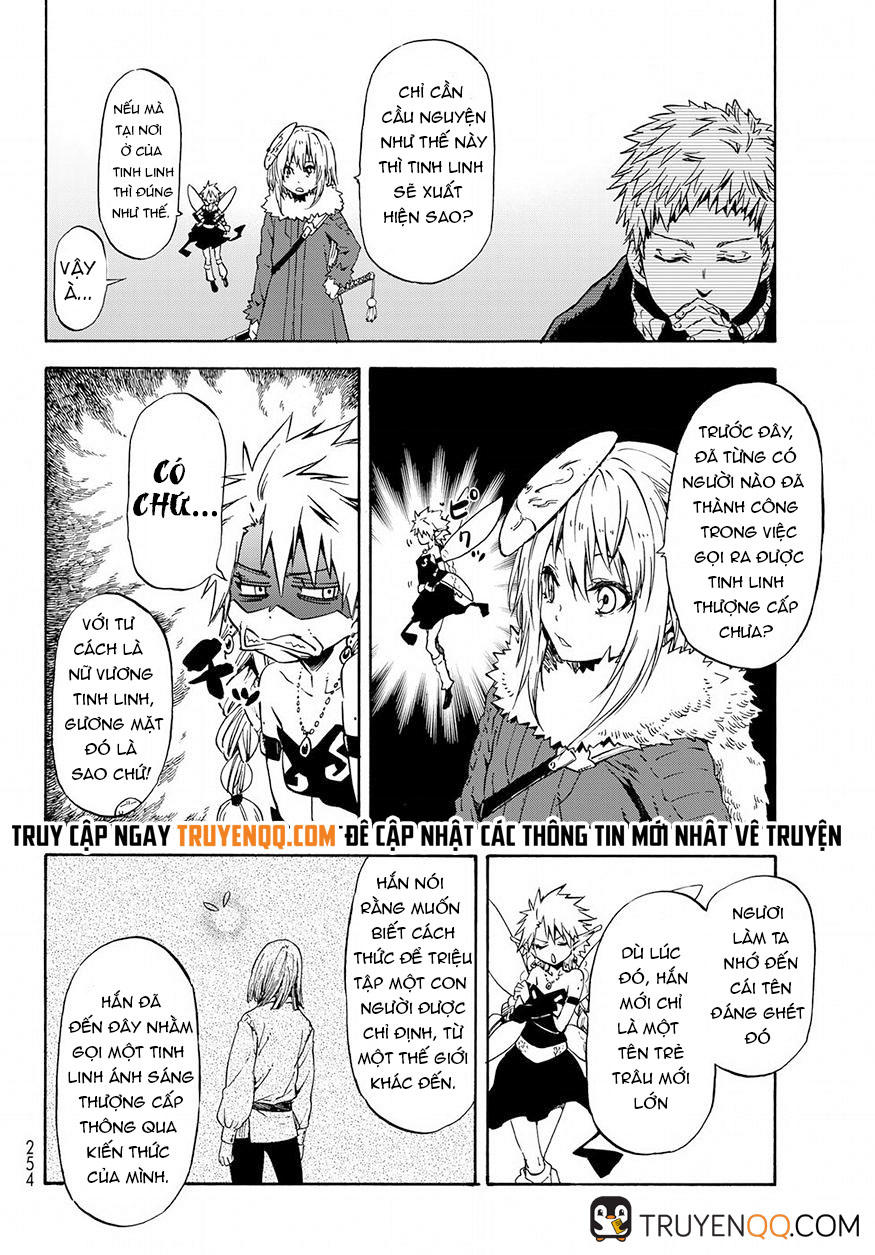 CHỈ CẦN
CẦU NGUYỆN
NHƯ THẾ NÀY
THÌ TINH LINH
SẼ XUẤT
HIỆN SAO?
NẾU MÀ
TẠI NƠI
Ở CỦA
TINH LINH
THÌ ĐÚNG
NHƯ THẾ.
VẬY
À...
TRƯỚC ĐÂY,
ĐÃ TỪNG CÓ
NGƯỜI NÀO ĐÃ
THÀNH CÔNG
TRONG VIỆC
GỌI RA ĐƯỢC
TINH LINH
THƯỢNG CẤP
CHƯA?
ピクッ
CÓ
CHỨ...
VỚI TƯ
CÁCH LÀ
NỮ VƯƠNG
TINH LINH,
GƯƠNG MẶT
ĐÓ LÀ
SAO CHỨ!
チッ
TRUY CẬP NGAY TRUYENQQ.COM ĐÊ CẬP NHẬT CÁC THÔNG TIN MỚI NHẤT VÊ TRUYỆN
NGƯƠI
LÀM TA
NHỚ ĐẾN
CÁI TÊN
ĐÁNG GHÉT
ĐÓ
DÙ LÚC
ĐÓ, HẮN
MỚI CHỈ
LÀ MỘT
TÊN TRẺ
TRÂU MỚI
LỚN
HẮN NÓI
RẰNG MUỐN
BIẾT CÁCH
THỨC ĐỂ TRIỆU
TẬP MỘT CON
NGƯỜI ĐƯỢC
CHỈ ĐỊNH, TỪ
MỘT THẾ GIỚI
KHÁC ĐẾN.
HẮN ĐÃ
ĐẾN ĐÂY NHẰM
GỌI MỘT TINH
LINH ÁNH SÁNG
THƯỢNG CẤP
THÔNG QUA
KIẾN THỨC
CỦA MÌNH.
254
TRUYENQQ.COM